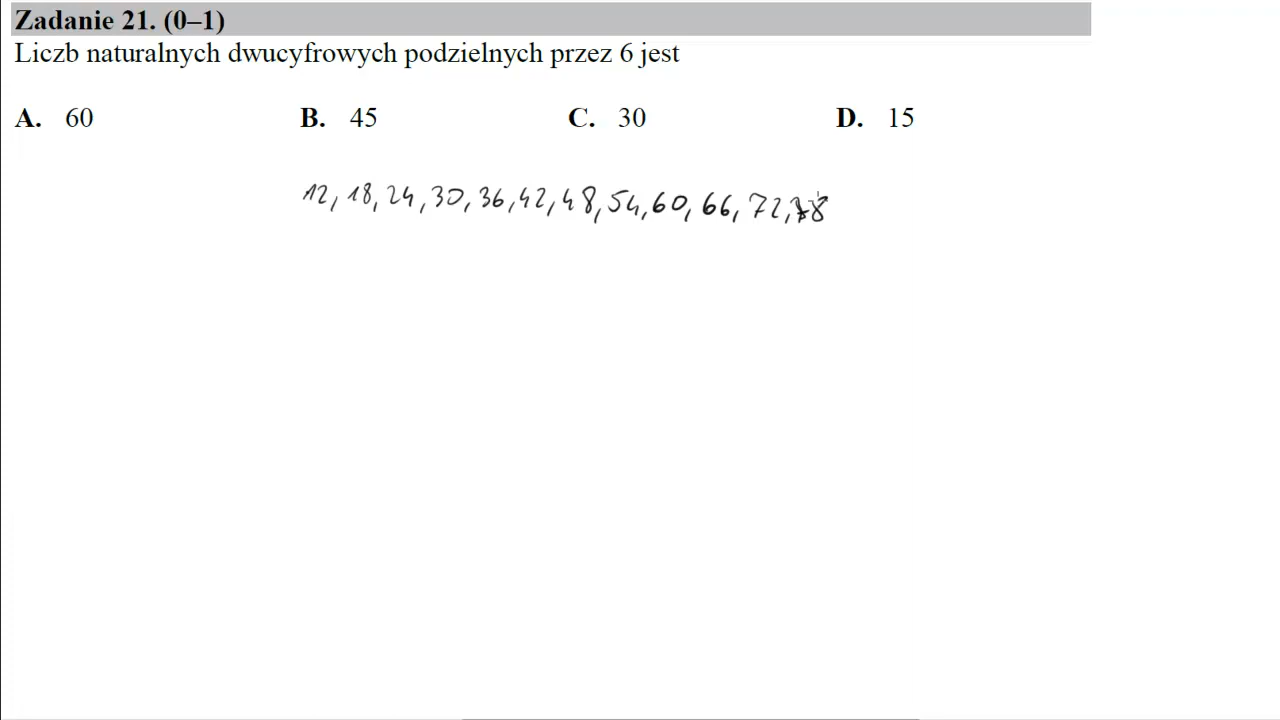 Zadanie 21. (0–1)
Liczb naturalnych dwucyfrowych podzielnych przez 6 jest
A. 60 B. 45 C. 30 D. 15
12, 18, 24, 30, 36, 42, 48, 54, 60, 66, 72, 78